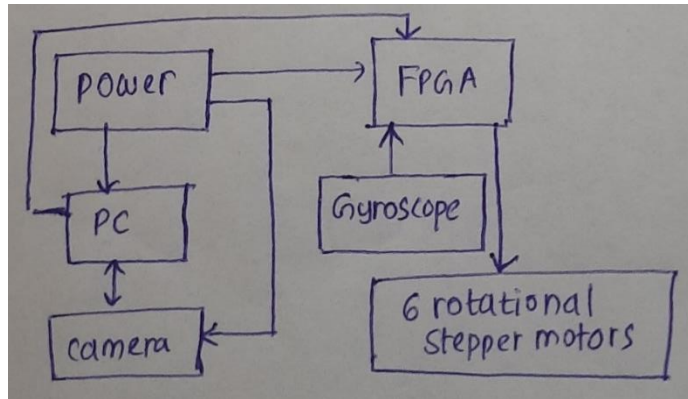 power
FPGA
PC
Gyroscope
camera
6 rotational
stepper motors